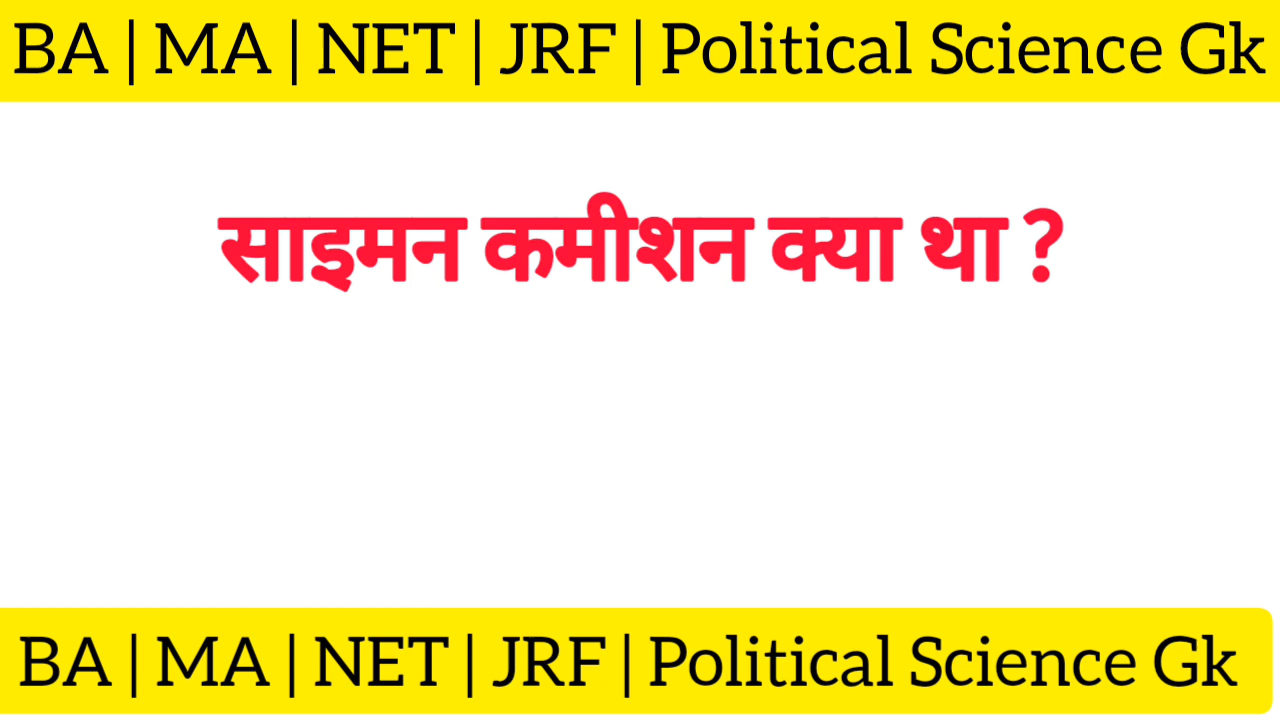 BA | MA | NET | JRF | Political Science Gk
साइमन कमीशन क्या था ?
BA | MA | NET | JRF | Political Science Gk